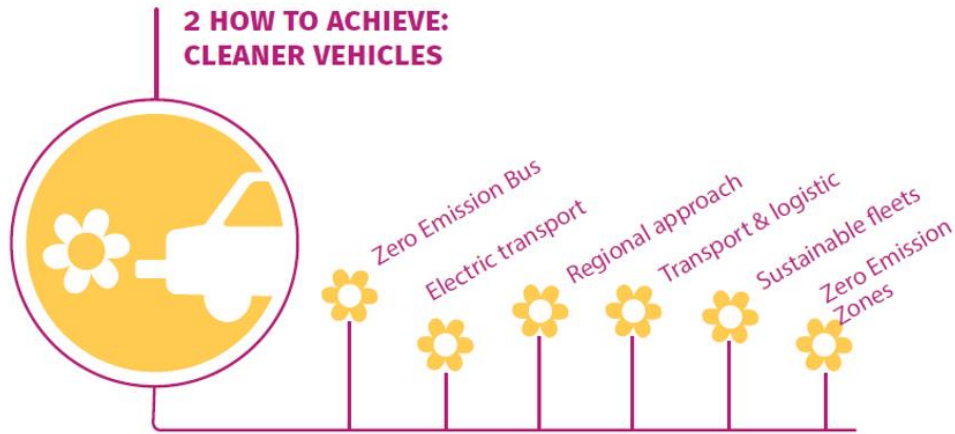 2 HOW TO ACHIEVE:
CLEANER VEHICLES
Zero Emission Bus
Electric transport
Regional approach
Transport & logistic
Sustainable fleets
Zero Emission
Zones